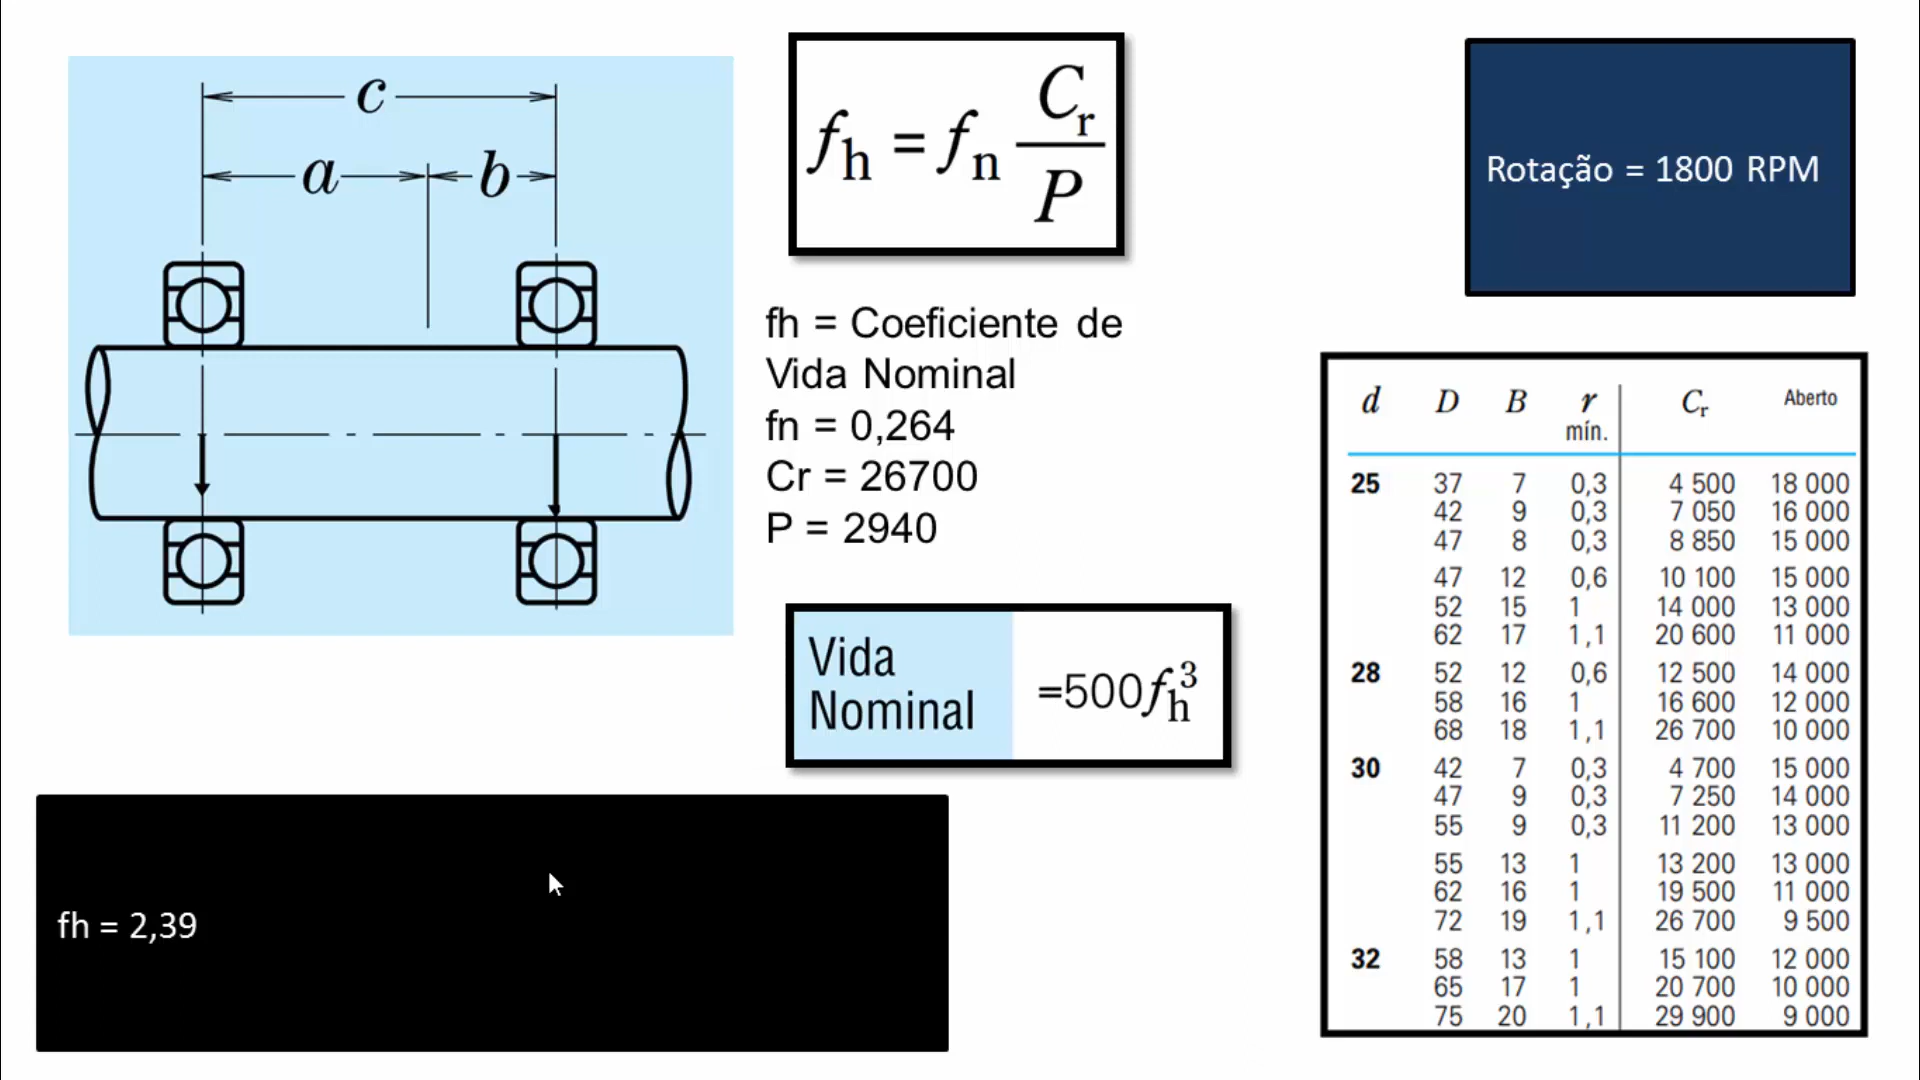 c
a b
fh = fn Cr/P
Rotação = 1800 RPM
fh = Coeficiente de
Vida Nominal
fn = 0,264
Cr = 26700
P = 2940
Vida
Nominal
=500fh³
fh = 2,39
d D B r Cr Aberto
mín.
25 37 7 0,3 4 500 18 000
42 9 0,3 7 050 16 000
47 8 0,3 8 850 15 000
47 12 0,6 10 100 15 000
52 15 1 14 000 13 000
62 17 1,1 20 600 11 000
28 52 12 0,6 12 500 14 000
58 16 1 16 600 12 000
68 18 1,1 26 700 10 000
30 42 7 0,3 4 700 15 000
47 9 0,3 7 250 14 000
55 9 0,3 11 200 13 000
55 13 1 13 200 13 000
62 16 1 19 500 11 000
72 19 1,1 26 700 9 500
32 58 13 1 15 100 12 000
65 17 1 20 700 10 000
75 20 1,1 29 900 9 000